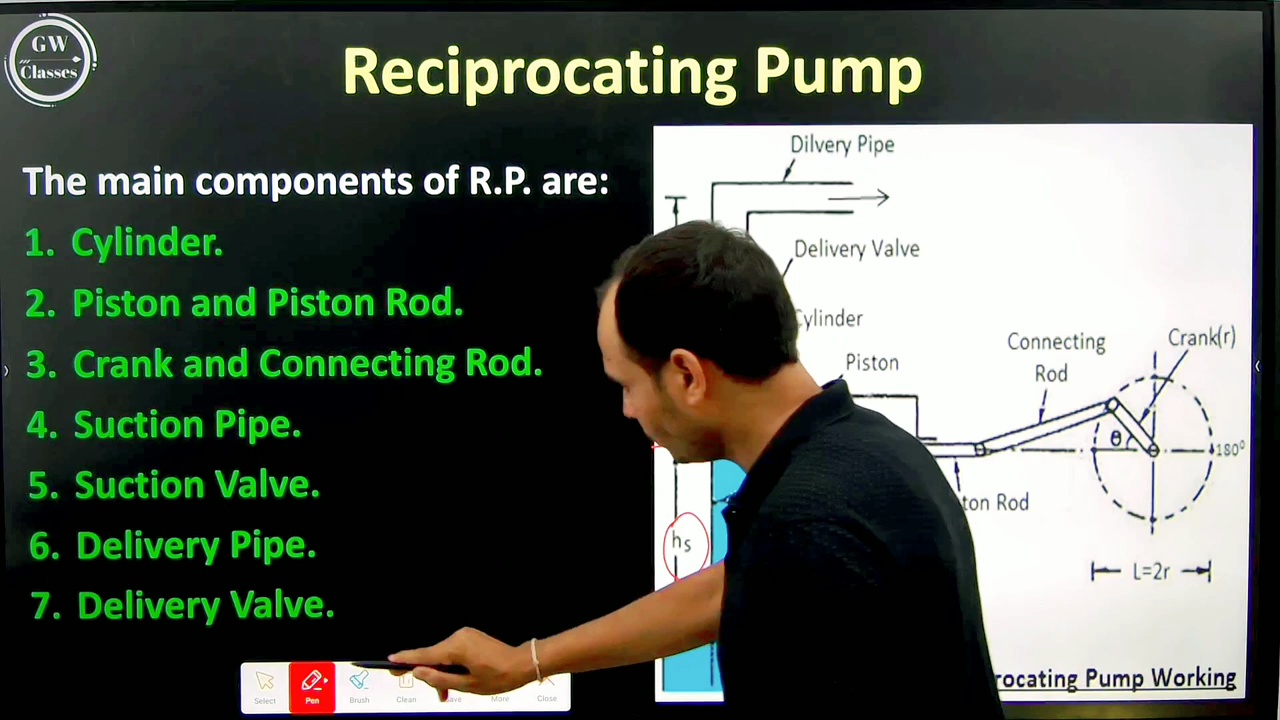 GW
Classes
Reciprocating Pump
The main components of R.P. are:
1. Cylinder.
2. Piston and Piston Rod.
3. Crank and Connecting Rod.
4. Suction Pipe.
5. Suction Valve.
6. Delivery Pipe.
7. Delivery Valve.
Dilvery Pipe
Delivery Valve
Cylinder
Piston
Connecting
Rod
Crank(r)
θ
180⁰
ton Rod
hs
L=2r
rocating Pump Working
Select
Pen
Brush
Clean
More
Close